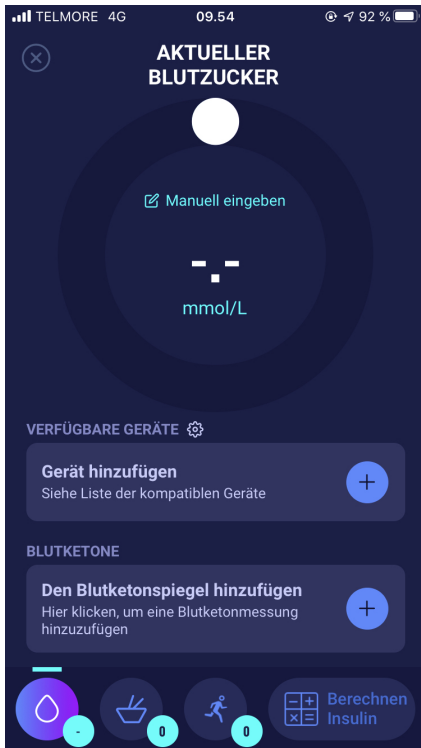 TELMORE 4G 09.54 92 %
AKTUELLER
BLUTZUCKER
Manuell eingeben
-.-
mmol/L
VERFÜGBARE GERÄTE
Gerät hinzufügen
Siehe Liste der kompatiblen Geräte
BLUTKETONE
Den Blutketonspiegel hinzufügen
Hier klicken, um eine Blutketonmessung
hinzuzufügen
- 0 0
Berechnen
Insulin